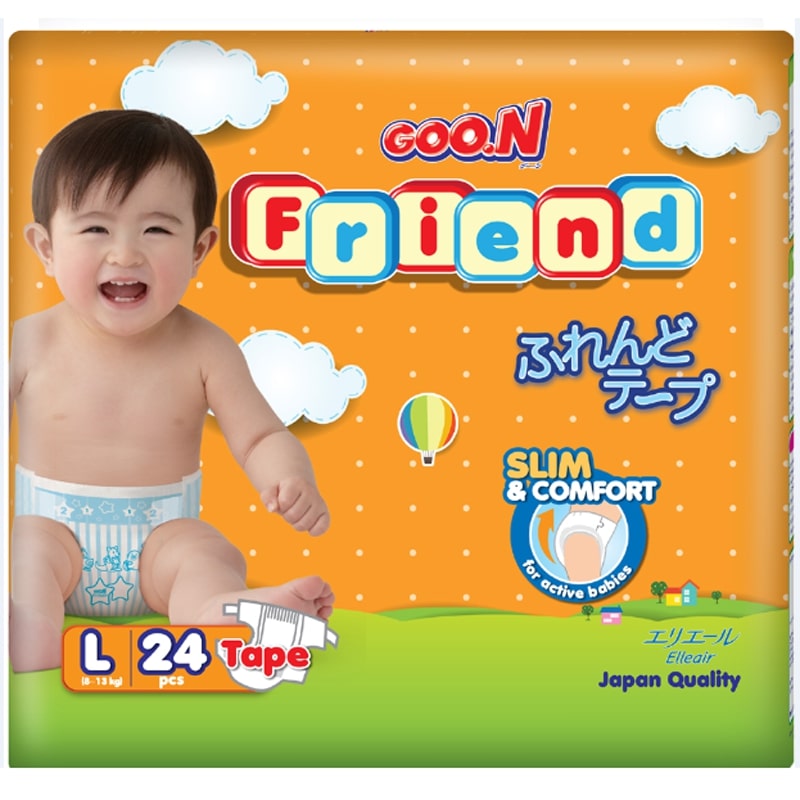 GOO.N
グーン
Friend
ふれんど
テープ
SLIM
& COMFORT
for active babies
L
(8-13 kg)
24
pcs
Tape
エリエール
Elleair
Japan Quality